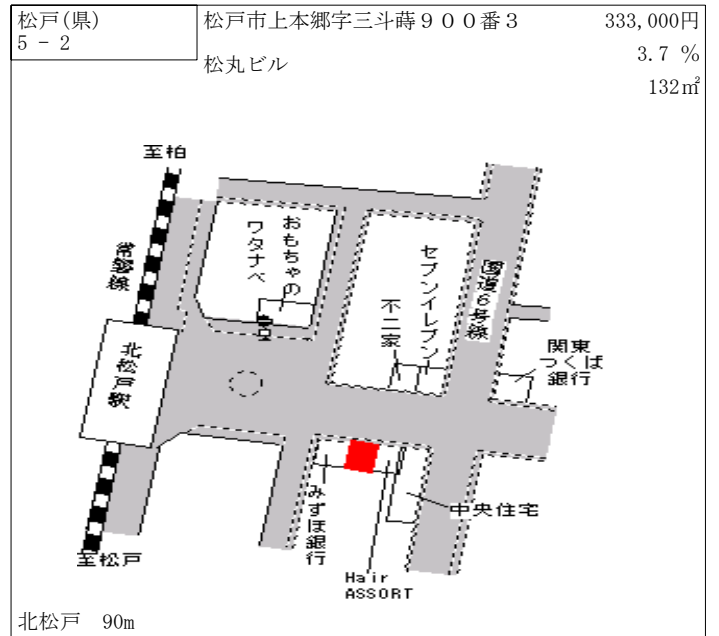 松戸(県)
5 － 2
松戸市上本郷字三斗蒔９００番３
333,000円
松丸ビル
3.7 %
132㎡
至柏
常磐線
おもちゃの
ワタナベ
セブンイレブン
不二家
国道6号線
関東
つくば
銀行
北松戸駅
みずほ銀行
中央住宅
Hair
ASSORT
至松戸
北松戸　90m